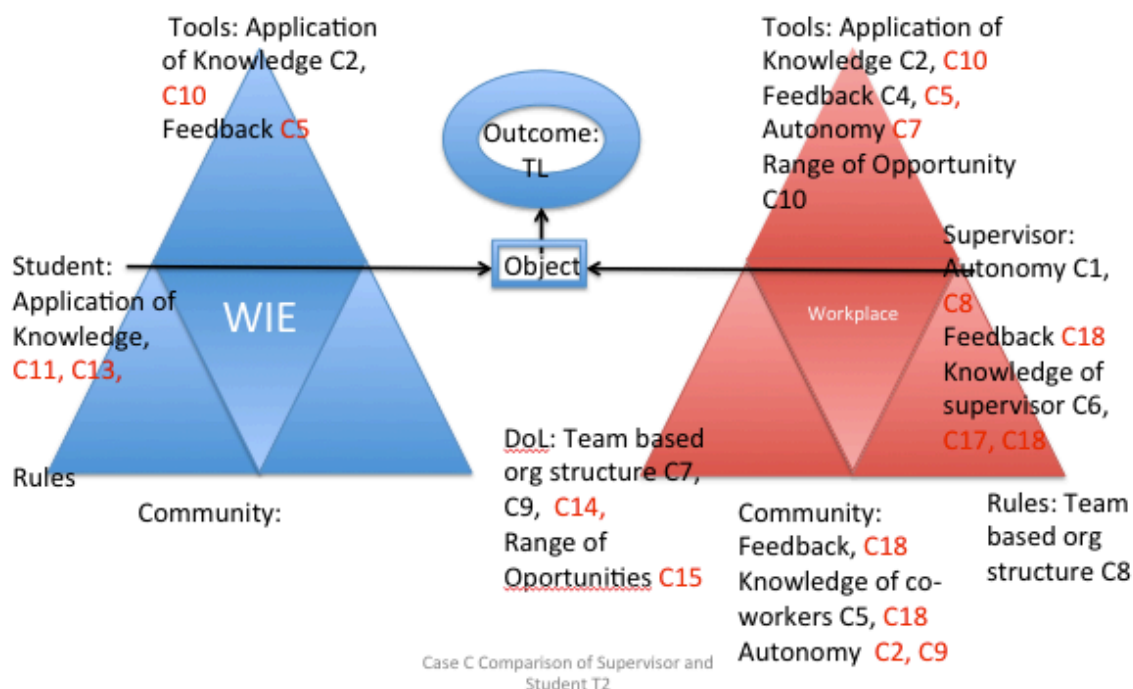 Tools: Application
of Knowledge C2,
C10
Feedback C5
Outcome:
TL
Tools: Application of
Knowledge C2, C10
Feedback C4, C5,
Autonomy C7
Range of Opportunity
C10
Student:
Application of
Knowledge,
C11, C13,
WIE
Object
Workplace
Supervisor:
Autonomy C1,
C8
Feedback C18
Knowledge of
supervisor C6,
C17, C18
Rules
Community:
DoL: Team based
org structure C7,
C9, C14,
Range of
Oportunities C15
Community:
Feedback, C18
Knowledge of co-
workers C5, C18
Autonomy C2, C9
Rules: Team
based org
structure C8
Case C Comparison of Supervisor and
Student T2